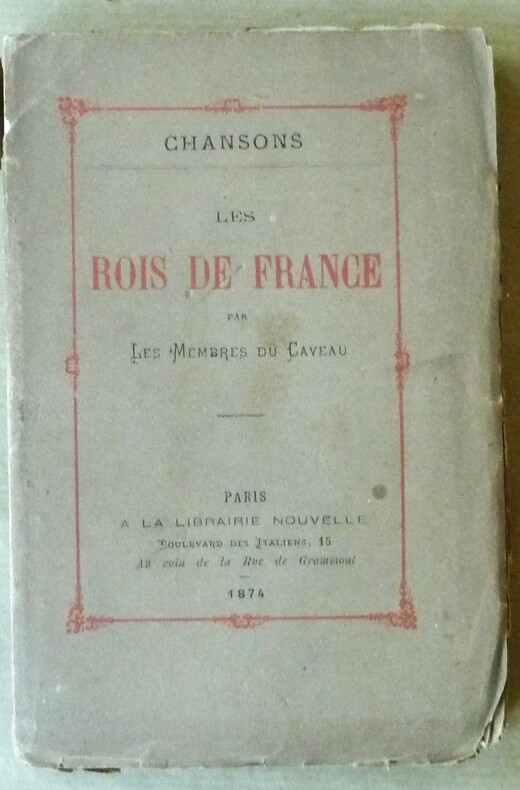 CHANSONS
LES
ROIS DE FRANCE
PAR
LES MEMBRES DU CAVEAU
PARIS
A LA LIBRAIRIE NOUVELLE
BOULEVARD DES ITALIENS, 15
Au coin de la Rue de Grammont
1874